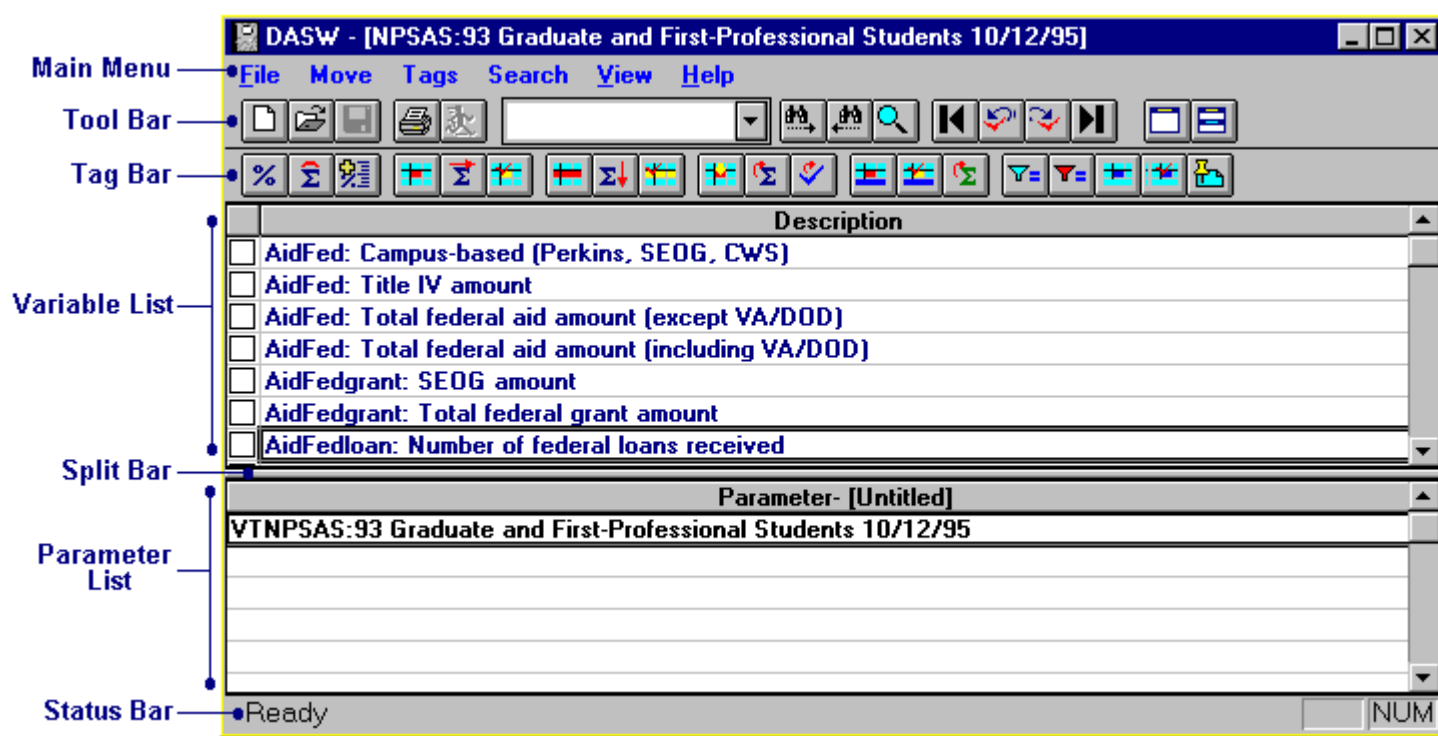 DASW - [NPSAS:93 Graduate and First-Professional Students 10/12/95]
Main Menu
File Move Tags Search View Help
Tool Bar
Tag Bar
% Σ
Description
AidFed: Campus-based (Perkins, SEOG, CWS)
AidFed: Title IV amount
Variable List
AidFed: Total federal aid amount (except VA/DOD)
AidFed: Total federal aid amount (including VA/DOD)
AidFedgrant: SEOG amount
AidFedgrant: Total federal grant amount
AidFedloan: Number of federal loans received
Split Bar
Parameter- [Untitled]
VTNPSAS:93 Graduate and First-Professional Students 10/12/95
Parameter
List
Status Bar
Ready NUM